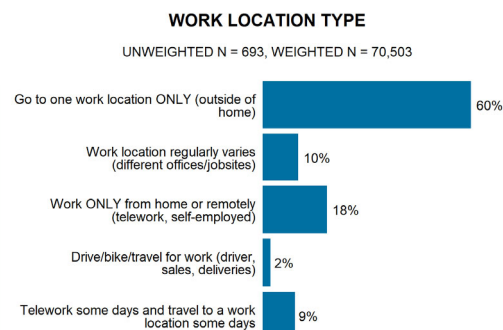 WORK LOCATION TYPE
UNWEIGHTED N = 693, WEIGHTED N = 70,503
Go to one work location ONLY (outside of
home)
60%
Work location regularly varies
(different offices/jobsites)
10%
Work ONLY from home or remotely
(telework, self-employed)
18%
Drive/bike/travel for work (driver,
sales, deliveries)
2%
Telework some days and travel to a work
location some days
9%